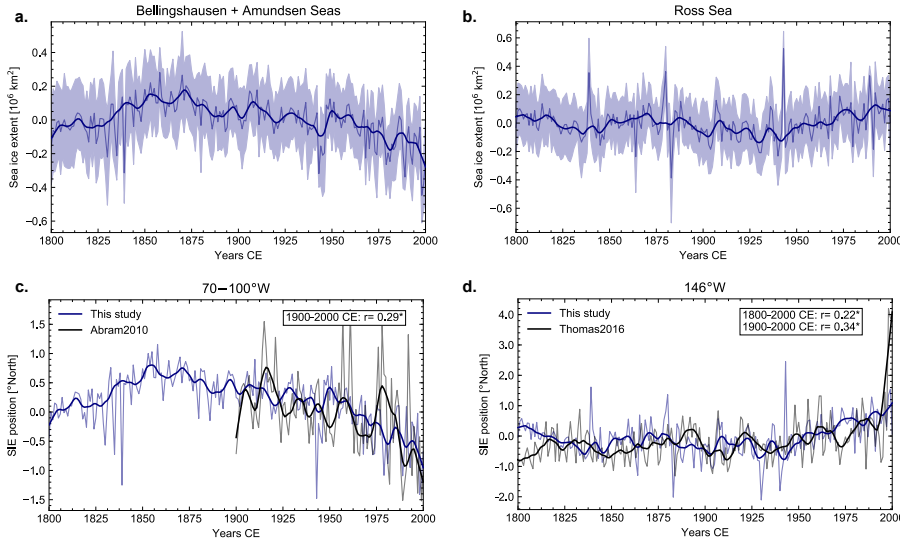 a. Bellingshausen + Amundsen Seas
Sea ice extent [10⁶ km²]
0.4
0.2
0.0
−0.2
−0.4
−0.6
1800 1825 1850 1875 1900 1925 1950 1975 2000
Years CE
b. Ross Sea
Sea ice extent [10⁶ km²]
0.6
0.4
0.2
0.0
−0.2
−0.4
−0.6
1800 1825 1850 1875 1900 1925 1950 1975 2000
Years CE
c. 70−100°W
This study
Abram2010
1900-2000 CE: r= 0.29*
SIE position [°North]
1.5
1.0
0.5
0.0
−0.5
−1.0
−1.5
1800 1825 1850 1875 1900 1925 1950 1975 2000
Years CE
d. 146°W
This study
Thomas2016
1800-2000 CE: r= 0.22*
1900-2000 CE: r= 0.34*
SIE position [°North]
4.0
3.0
2.0
1.0
0.0
−1.0
−2.0
1800 1825 1850 1875 1900 1925 1950 1975 2000
Years CE